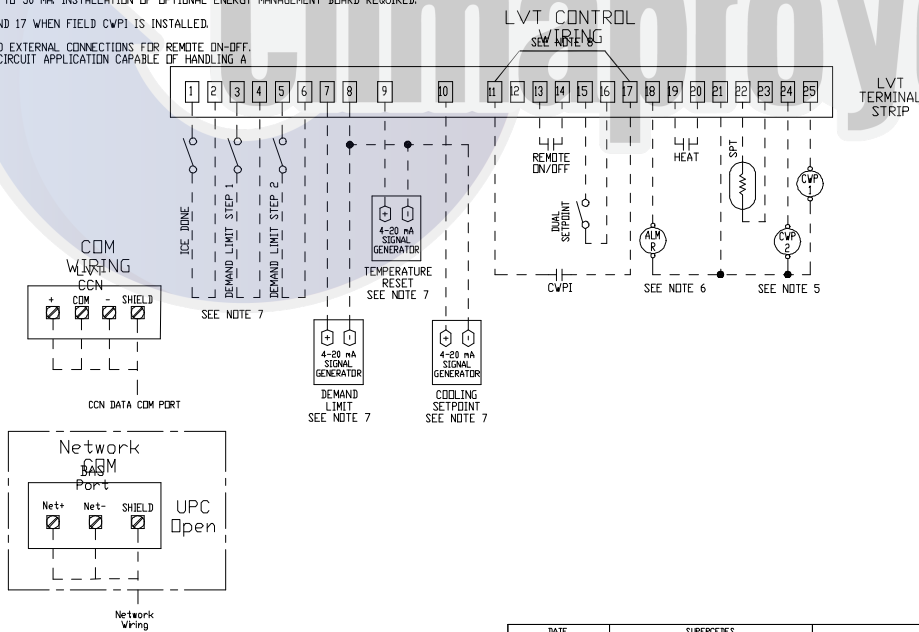 TO 30 MA. INSTALLATION OF OPTIONAL ENERGY MANAGEMENT BOARD REQUIRED.
ND 17 WHEN FIELD CWPI IS INSTALLED.
D EXTERNAL CONNECTIONS FOR REMOTE ON-OFF.
CIRCUIT APPLICATION CAPABLE OF HANDLING A
climaproy
LVT CONTROL
WIRING
SEE NOTE 8
1 2 3 4 5 6 7 8 9 10 11 12 13 14 15 16 17 18 19 20 21 22 23 24 25
LVT
TERMINAL
STRIP
ICE DONE
DEMAND LIMIT STEP 1
DEMAND LIMIT STEP 2
SEE NOTE 7
+ -
4-20 mA
SIGNAL
GENERATOR
TEMPERATURE
RESET
SEE NOTE 7
+ -
4-20 mA
SIGNAL
GENERATOR
DEMAND
LIMIT
SEE NOTE 7
+ -
4-20 mA
SIGNAL
GENERATOR
COOLING
SETPOINT
SEE NOTE 7
REMOTE
ON/OFF
DUAL
SETPOINT
CWPI
HEAT
ALM
R
SEE NOTE 6
SPT
CWP
1
CWP
2
SEE NOTE 5
COM
WIRING
LVT
CCN
+ COM - SHIELD
CCN DATA COM PORT
Network
COM
BAS
Port
Net+ Net- SHIELD
UPC
Open
Network
Wiring
DATE SUPERCEDES